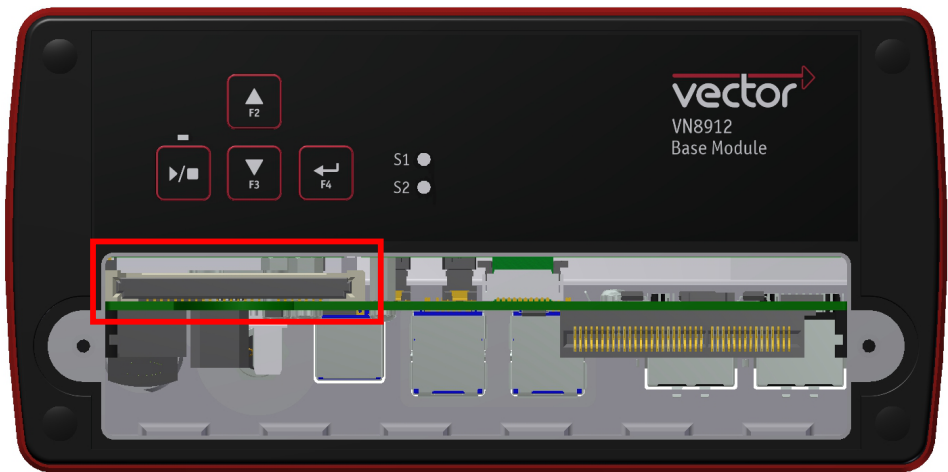 vector
VN8912
Base Module
F2
F3
F4
S1
S2